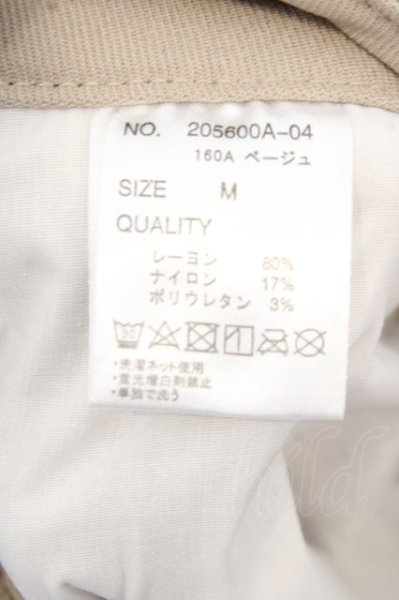 NO. 205600A-04
160A ベージュ
SIZE M
QUALITY
レーヨン 80%
ナイロン 17%
ポリウレタン 3%
・洗濯ネット使用
・蛍光増白剤禁止
・単独で洗う